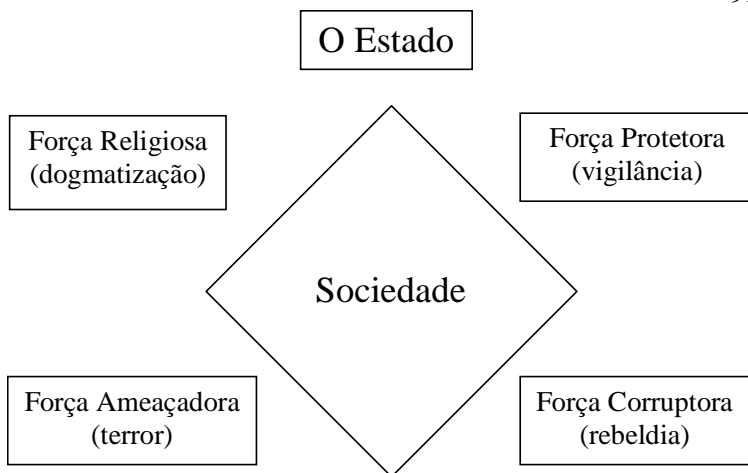 O Estado
Força Religiosa
(dogmatização)
Força Protetora
(vigilância)
Sociedade
Força Ameaçadora
(terror)
Força Corruptora
(rebeldia)